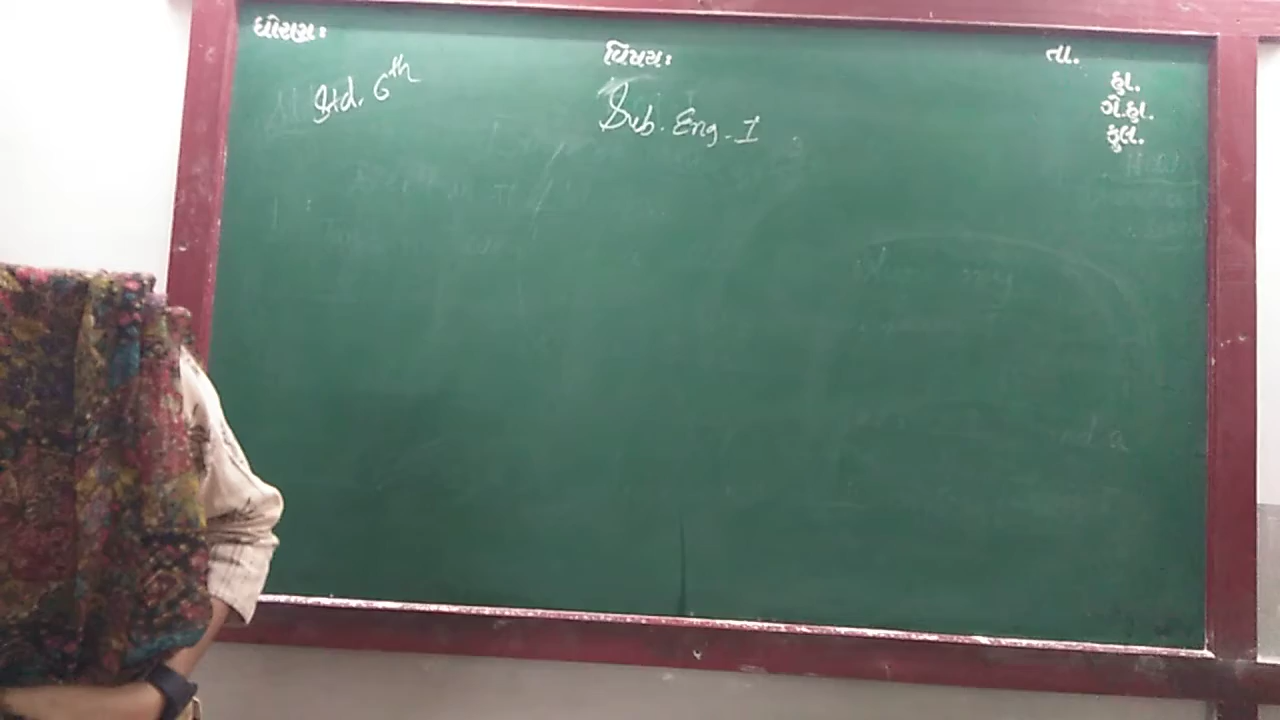 ધોરણઃ
વિષયઃ
તા.
હા.
ગે.હા.
કુલ.
Std. 6th
Sub. Eng - I